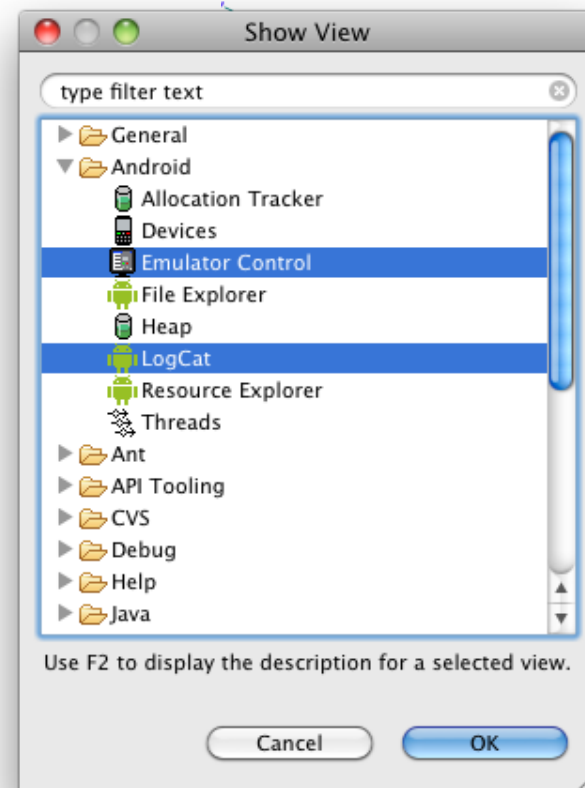 Show View
type filter text
General
Android
Allocation Tracker
Devices
Emulator Control
File Explorer
Heap
LogCat
Resource Explorer
Threads
Ant
API Tooling
CVS
Debug
Help
Java
Use F2 to display the description for a selected view.
Cancel OK